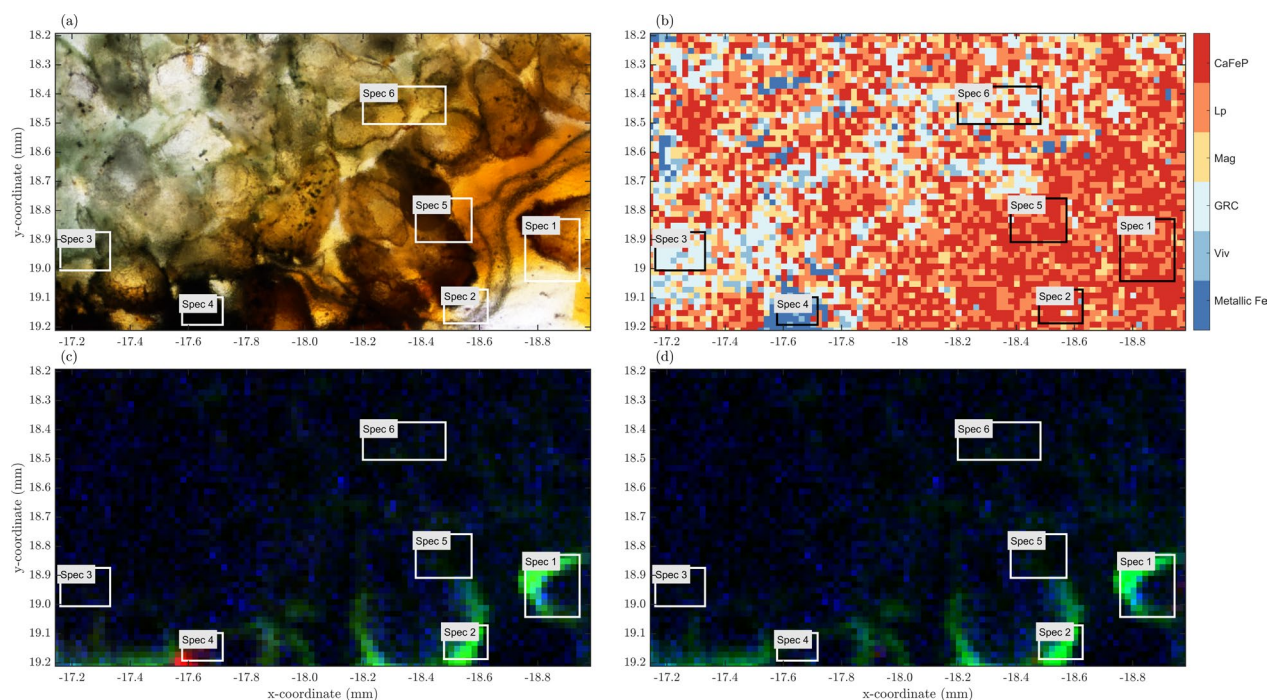 (a)
(b)
18.2
18.3
18.4
18.5
18.6
18.7
18.8
18.9
19.0
19.1
19.2
y-coordinate (mm)
Spec 6
Spec 5
Spec 1
Spec 3
Spec 2
Spec 4
-17.2
-17.4
-17.6
-17.8
-18.0
-18.2
-18.4
-18.6
-18.8
18.2
18.3
18.4
18.5
18.6
18.7
18.8
18.9
19.0
19.1
19.2
Spec 6
Spec 5
Spec 1
Spec 3
Spec 2
Spec 4
-17.2
-17.4
-17.6
-17.8
-18
-18.2
-18.4
-18.6
-18.8
CaFeP
Lp
Mag
GRC
Viv
Metallic Fe
(c)
(d)
18.2
18.3
18.4
18.5
18.6
18.7
18.8
18.9
19.0
19.1
19.2
y-coordinate (mm)
Spec 6
Spec 5
Spec 1
Spec 3
Spec 2
Spec 4
-17.2
-17.4
-17.6
-17.8
-18.0
-18.2
-18.4
-18.6
-18.8
x-coordinate (mm)
18.2
18.3
18.4
18.5
18.6
18.7
18.8
18.9
19.0
19.1
19.2
Spec 6
Spec 5
Spec 1
Spec 3
Spec 2
Spec 4
-17.2
-17.4
-17.6
-17.8
-18.0
-18.2
-18.4
-18.6
-18.8
x-coordinate (mm)